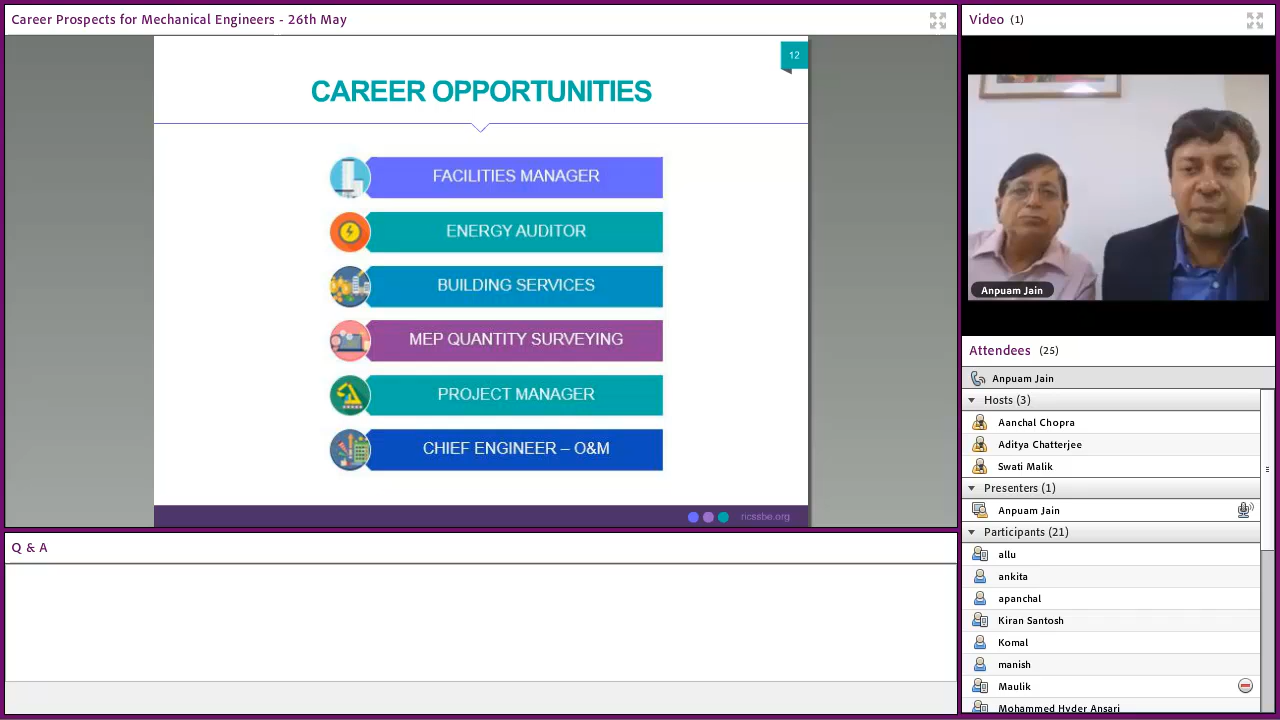 Career Prospects for Mechanical Engineers - 26th May
12
CAREER OPPORTUNITIES
FACILITIES MANAGER
ENERGY AUDITOR
BUILDING SERVICES
MEP QUANTITY SURVEYING
PROJECT MANAGER
CHIEF ENGINEER – O&M
ricssbe.org
Q & A
Video (1)
Anpuam Jain
Attendees (25)
Anpuam Jain
Hosts (3)
Aanchal Chopra
Aditya Chatterjee
Swati Malik
Presenters (1)
Anpuam Jain
Participants (21)
allu
ankita
apanchal
Kiran Santosh
Komal
manish
Maulik
Mohammed Hyder Ansari